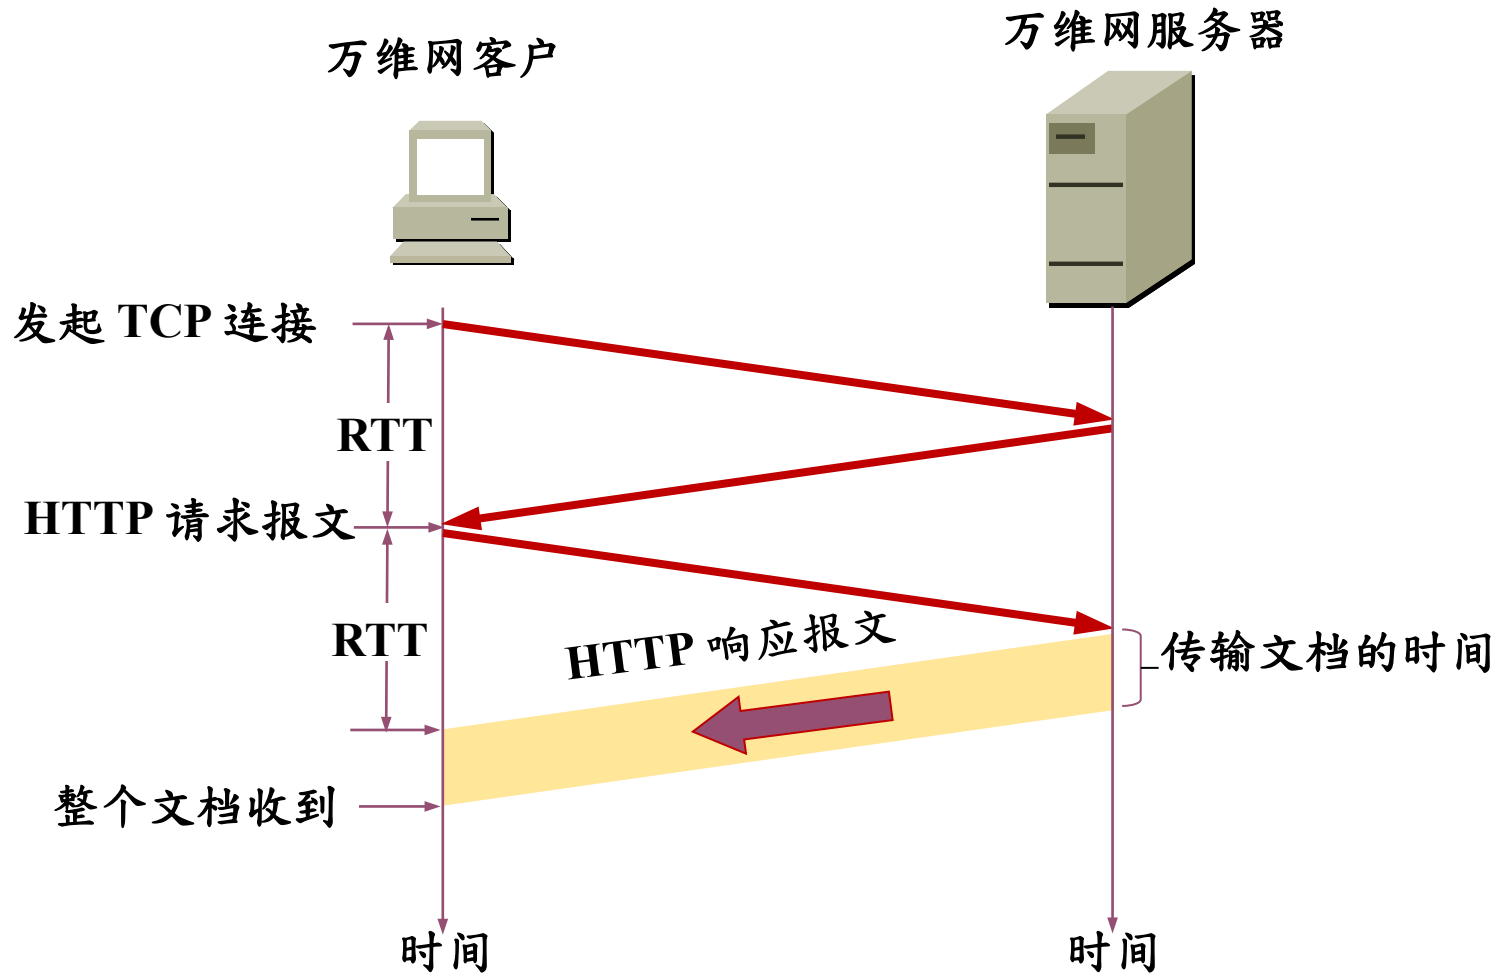 万维网客户
万维网服务器
发起 TCP 连接
RTT
HTTP 请求报文
RTT
HTTP 响应报文
传输文档的时间
整个文档收到
时间
时间